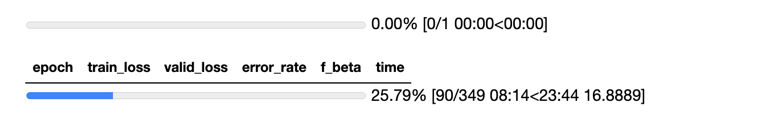 0.00% [0/1 00:00<00:00]
epoch train_loss valid_loss error_rate f_beta time
25.79% [90/349 08:14<23:44 16.8889]